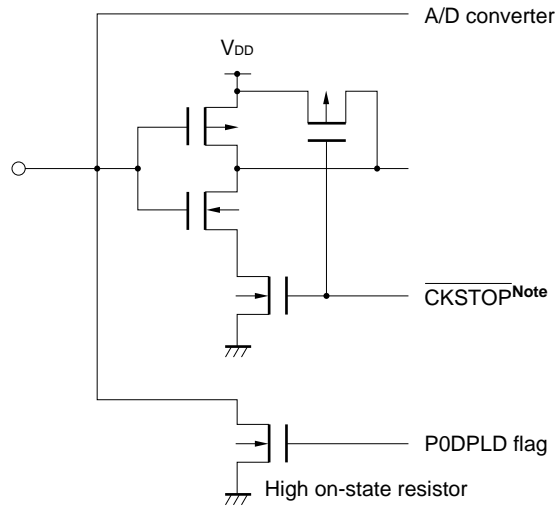 A/D converter
VDD
CKSTOPNote
P0DPLD flag
High on-state resistor